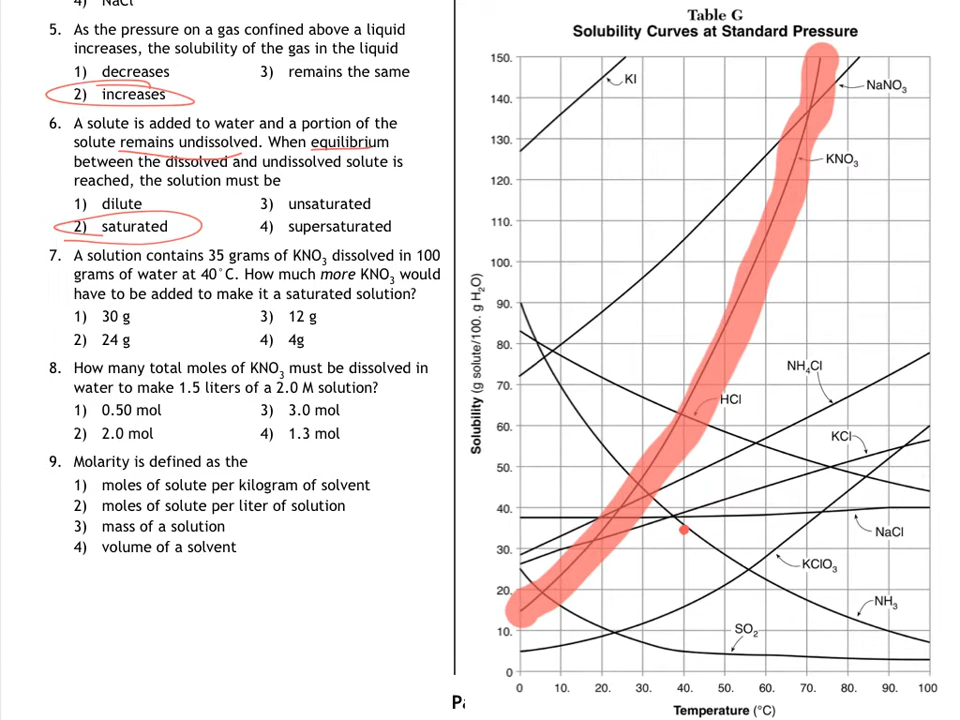 4) NaCl
5. As the pressure on a gas confined above a liquid
increases, the solubility of the gas in the liquid
1) decreases 3) remains the same
2) increases
6. A solute is added to water and a portion of the
solute remains undissolved. When equilibrium
between the dissolved and undissolved solute is
reached, the solution must be
1) dilute 3) unsaturated
2) saturated 4) supersaturated
7. A solution contains 35 grams of KNO₃ dissolved in 100
grams of water at 40°C. How much more KNO₃ would
have to be added to make it a saturated solution?
1) 30 g 3) 12 g
2) 24 g 4) 4g
8. How many total moles of KNO₃ must be dissolved in
water to make 1.5 liters of a 2.0 M solution?
1) 0.50 mol 3) 3.0 mol
2) 2.0 mol 4) 1.3 mol
9. Molarity is defined as the
1) moles of solute per kilogram of solvent
2) moles of solute per liter of solution
3) mass of a solution
4) volume of a solvent
Table G
Solubility Curves at Standard Pressure
Solubility (g solute/100. g H₂O)
150.
140.
130.
120.
110.
100.
90.
80.
70.
60.
50.
40.
30.
20.
10.
0
KI
NaNO₃
KNO₃
NH₄Cl
HCl
KCl
NaCl
KClO₃
NH₃
SO₂
0 10. 20. 30. 40. 50. 60. 70. 80. 90. 100
Temperature (°C)